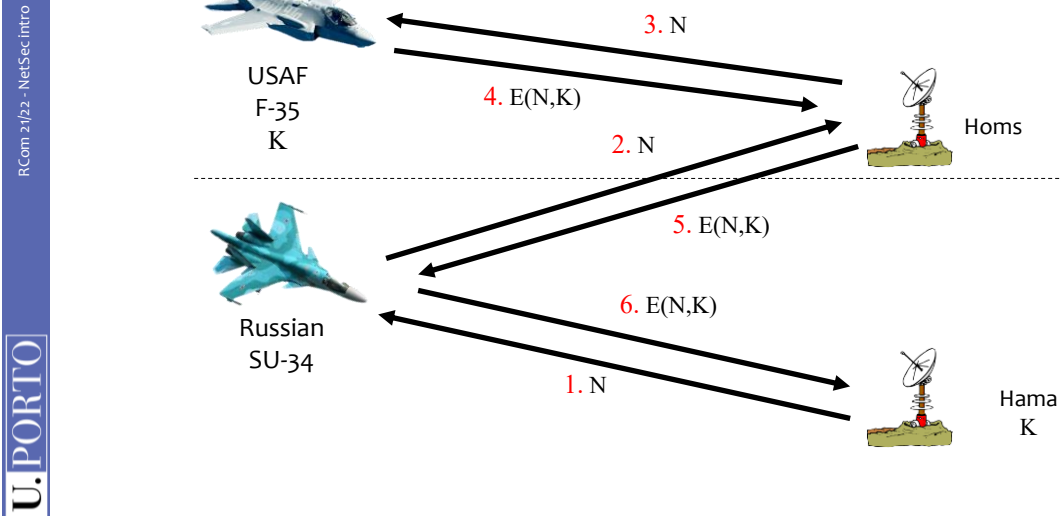 RCom 21/22 - NetSec intro
U.PORTO
3. N
USAF
F-35
K
4. E(N,K)
Homs
2. N
5. E(N,K)
6. E(N,K)
Russian
SU-34
1. N
Hama
K